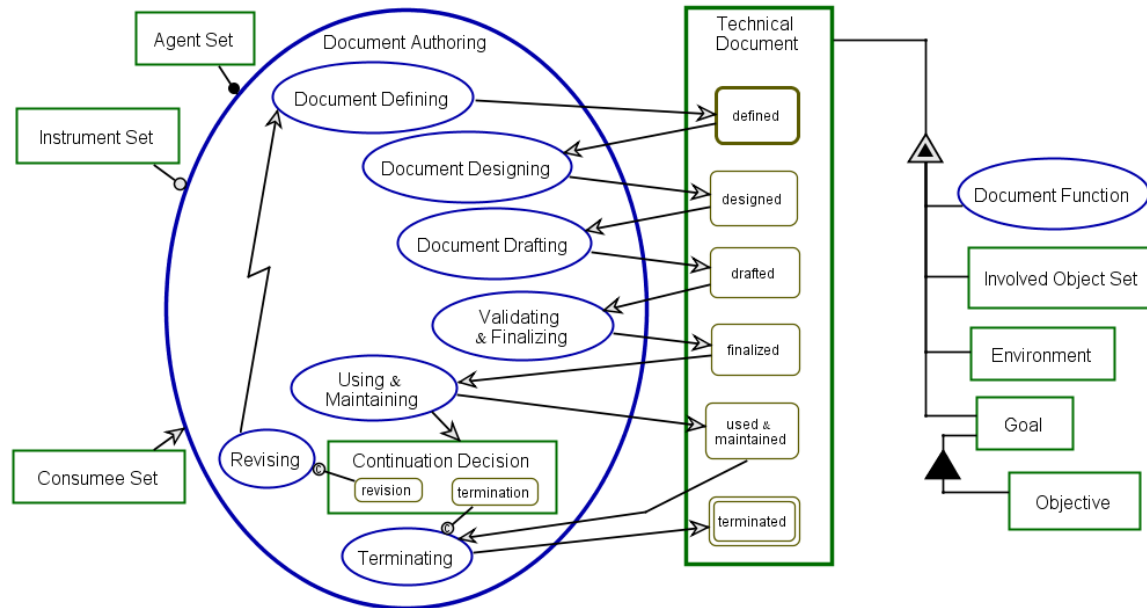 Agent Set
Document Authoring
Technical
Document
Document Defining
defined
Instrument Set
Document Designing
designed
Document Function
Document Drafting
drafted
Involved Object Set
Validating
& Finalizing
finalized
Environment
Using &
Maintaining
used &
maintained
Goal
Revising
Continuation Decision
Consumee Set
revision
termination
Objective
c
c
Terminating
terminated